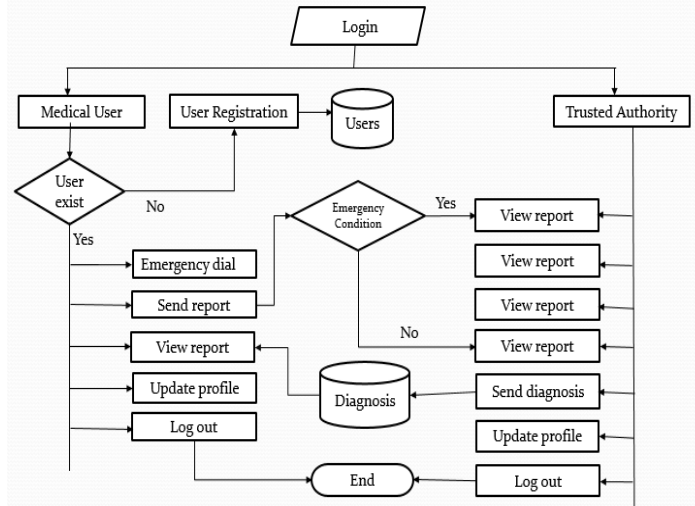 Login
Medical User
User Registration
Users
Trusted Authority
User
exist
No
Yes
Emergency
Condition
Yes
No
Emergency dial
Send report
View report
Update profile
Log out
View report
View report
View report
View report
Send diagnosis
Update profile
Log out
Diagnosis
End